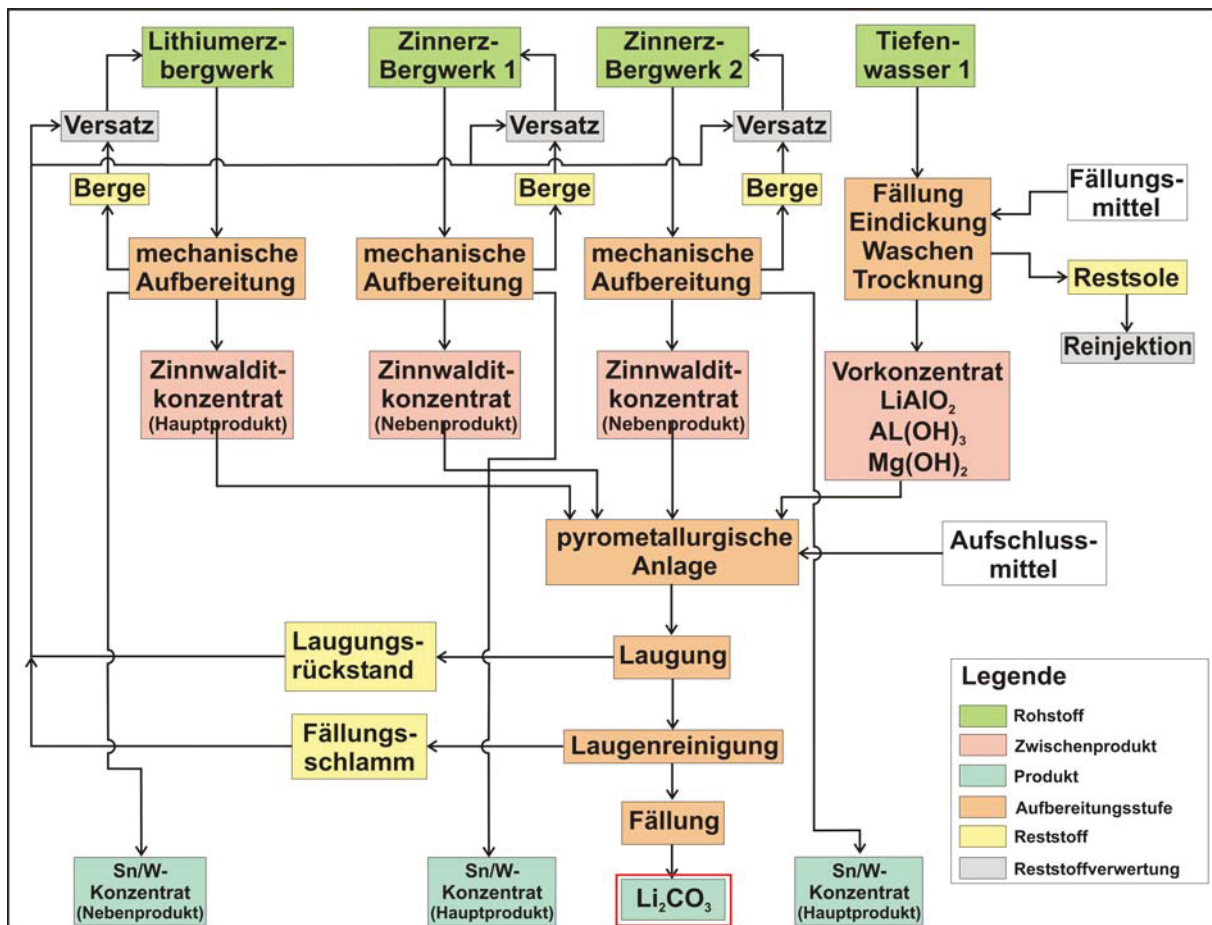 Lithiumerz-
bergwerk
Zinnerz-
Bergwerk 1
Zinnerz-
Bergwerk 2
Tiefen-
wasser 1
Versatz
Versatz
Versatz
Berge
Berge
Berge
Fällung
Eindickung
Waschen
Trocknung
Fällungs-
mittel
mechanische
Aufbereitung
mechanische
Aufbereitung
mechanische
Aufbereitung
Restsole
Reinjektion
Zinnwaldit-
konzentrat
(Hauptprodukt)
Zinnwaldit-
konzentrat
(Nebenprodukt)
Zinnwaldit-
konzentrat
(Nebenprodukt)
Vorkonzentrat
LiAlO₂
AL(OH)₃
Mg(OH)₂
pyrometallurgische
Anlage
Aufschluss-
mittel
Laugungs-
rückstand
Laugung
Fällungs-
schlamm
Laugenreinigung
Fällung
Sn/W-
Konzentrat
(Nebenprodukt)
Sn/W-
Konzentrat
(Hauptprodukt)
Li₂CO₃
Sn/W-
Konzentrat
(Hauptprodukt)
Legende
Rohstoff
Zwischenprodukt
Produkt
Aufbereitungsstufe
Reststoff
Reststoffverwertung